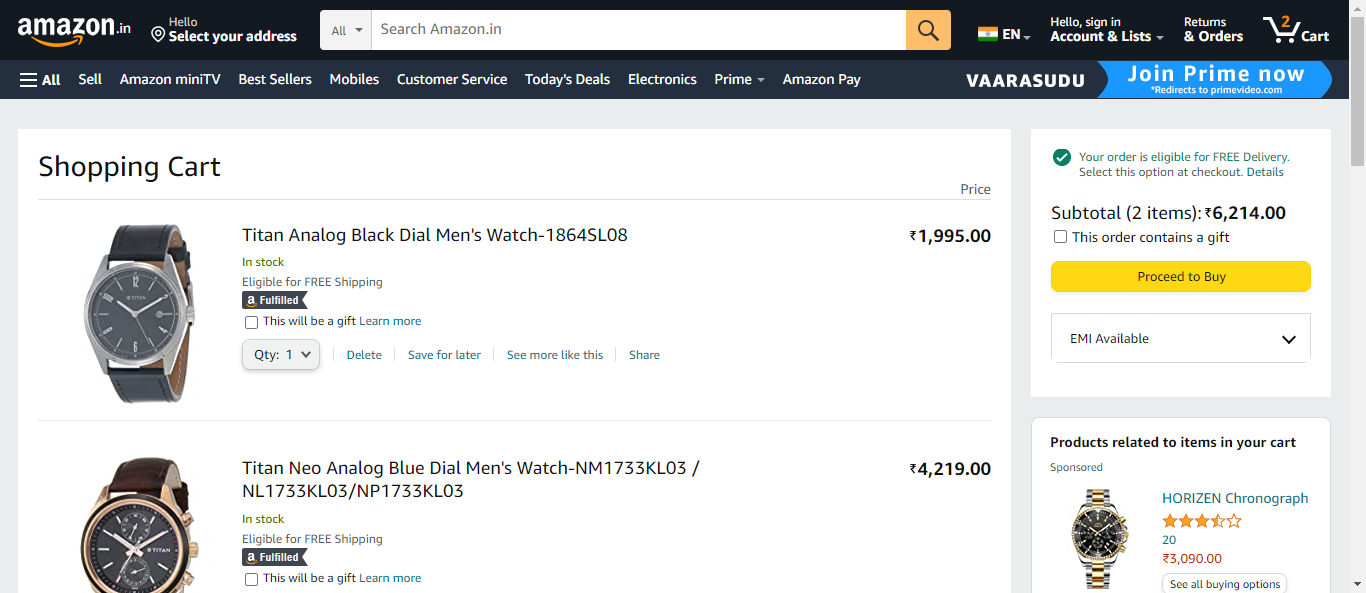 amazon.in
Hello
Select your address
All
Search Amazon.in
EN
Hello, sign in
Account & Lists
Returns
& Orders
2
Cart
All
Sell
Amazon miniTV
Best Sellers
Mobiles
Customer Service
Today's Deals
Electronics
Prime
Amazon Pay
VAARASUDU
Join Prime now
*Redirects to primevideo.com
Shopping Cart
Price
Titan Analog Black Dial Men's Watch-1864SL08
₹1,995.00
In stock
Eligible for FREE Shipping
a Fulfilled
This will be a gift Learn more
Qty: 1
Delete
Save for later
See more like this
Share
TITAN
Titan Neo Analog Blue Dial Men's Watch-NM1733KL03 /
NL1733KL03/NP1733KL03
₹4,219.00
In stock
Eligible for FREE Shipping
a Fulfilled
This will be a gift Learn more
TITAN
Your order is eligible for FREE Delivery.
Select this option at checkout. Details
Subtotal (2 items): ₹6,214.00
This order contains a gift
Proceed to Buy
EMI Available
Products related to items in your cart
Sponsored
HORIZEN Chronograph
20
₹3,090.00
See all buying options